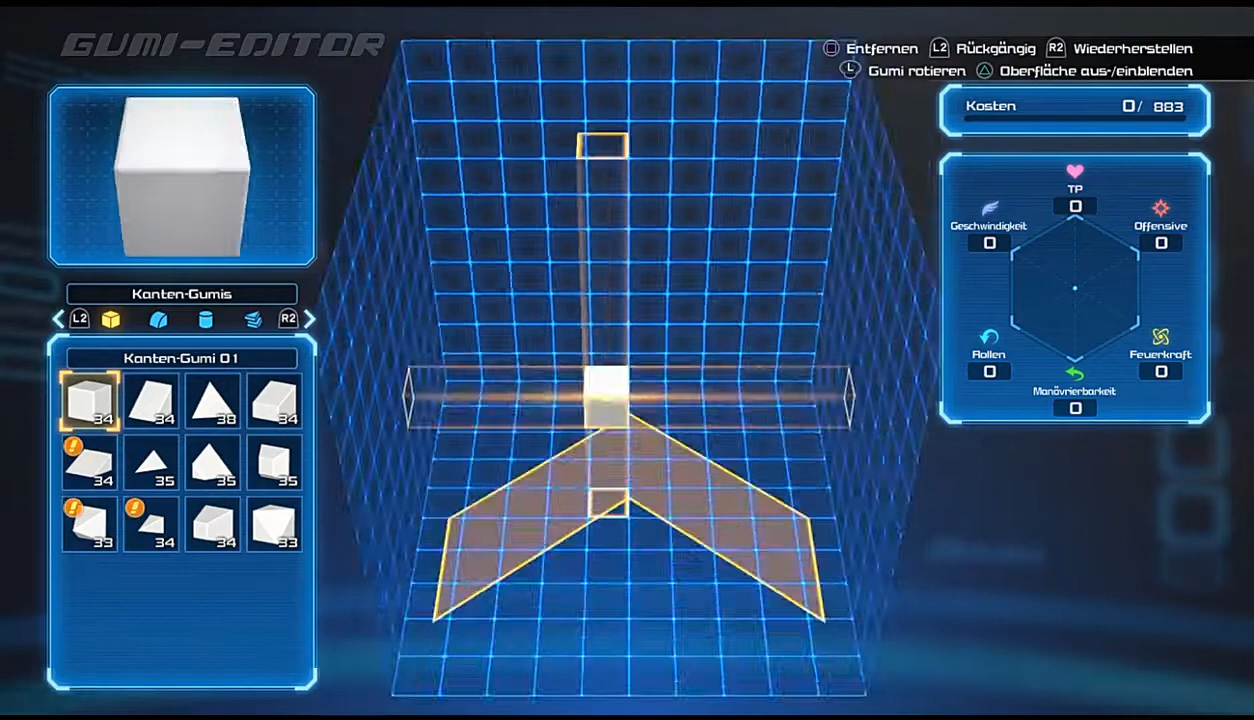 GUMI-EDITOR
Entfernen L2 Rückgängig R2 Wiederherstellen
L Gumi rotieren Oberfläche aus-/einblenden
Kosten 0/ 883
TP
0
Geschwindigkeit
0
Offensive
0
Rollen
0
Feuerkraft
0
Manövrierbarkeit
0
Kanten-Gumis
L2 R2
Kanten-Gumi 01
34 34 38 34
! 34 35 35 35
! 33 ! 34 34 33